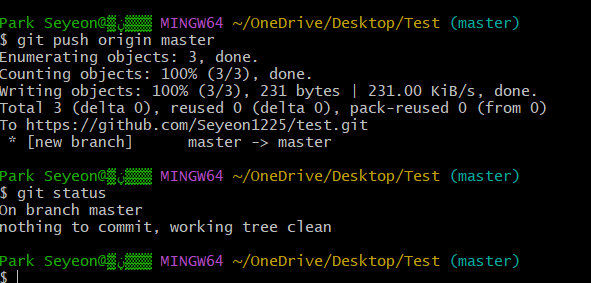 Park Seyeon@ MINGW64 ~/OneDrive/Desktop/Test (master)
$ git push origin master
Enumerating objects: 3, done.
Counting objects: 100% (3/3), done.
Writing objects: 100% (3/3), 231 bytes | 231.00 KiB/s, done.
Total 3 (delta 0), reused 0 (delta 0), pack-reused 0 (from 0)
To https://github.com/Seyeon1225/test.git
 * [new branch]      master -> master
Park Seyeon@ MINGW64 ~/OneDrive/Desktop/Test (master)
$ git status
On branch master
nothing to commit, working tree clean
Park Seyeon@ MINGW64 ~/OneDrive/Desktop/Test (master)
$